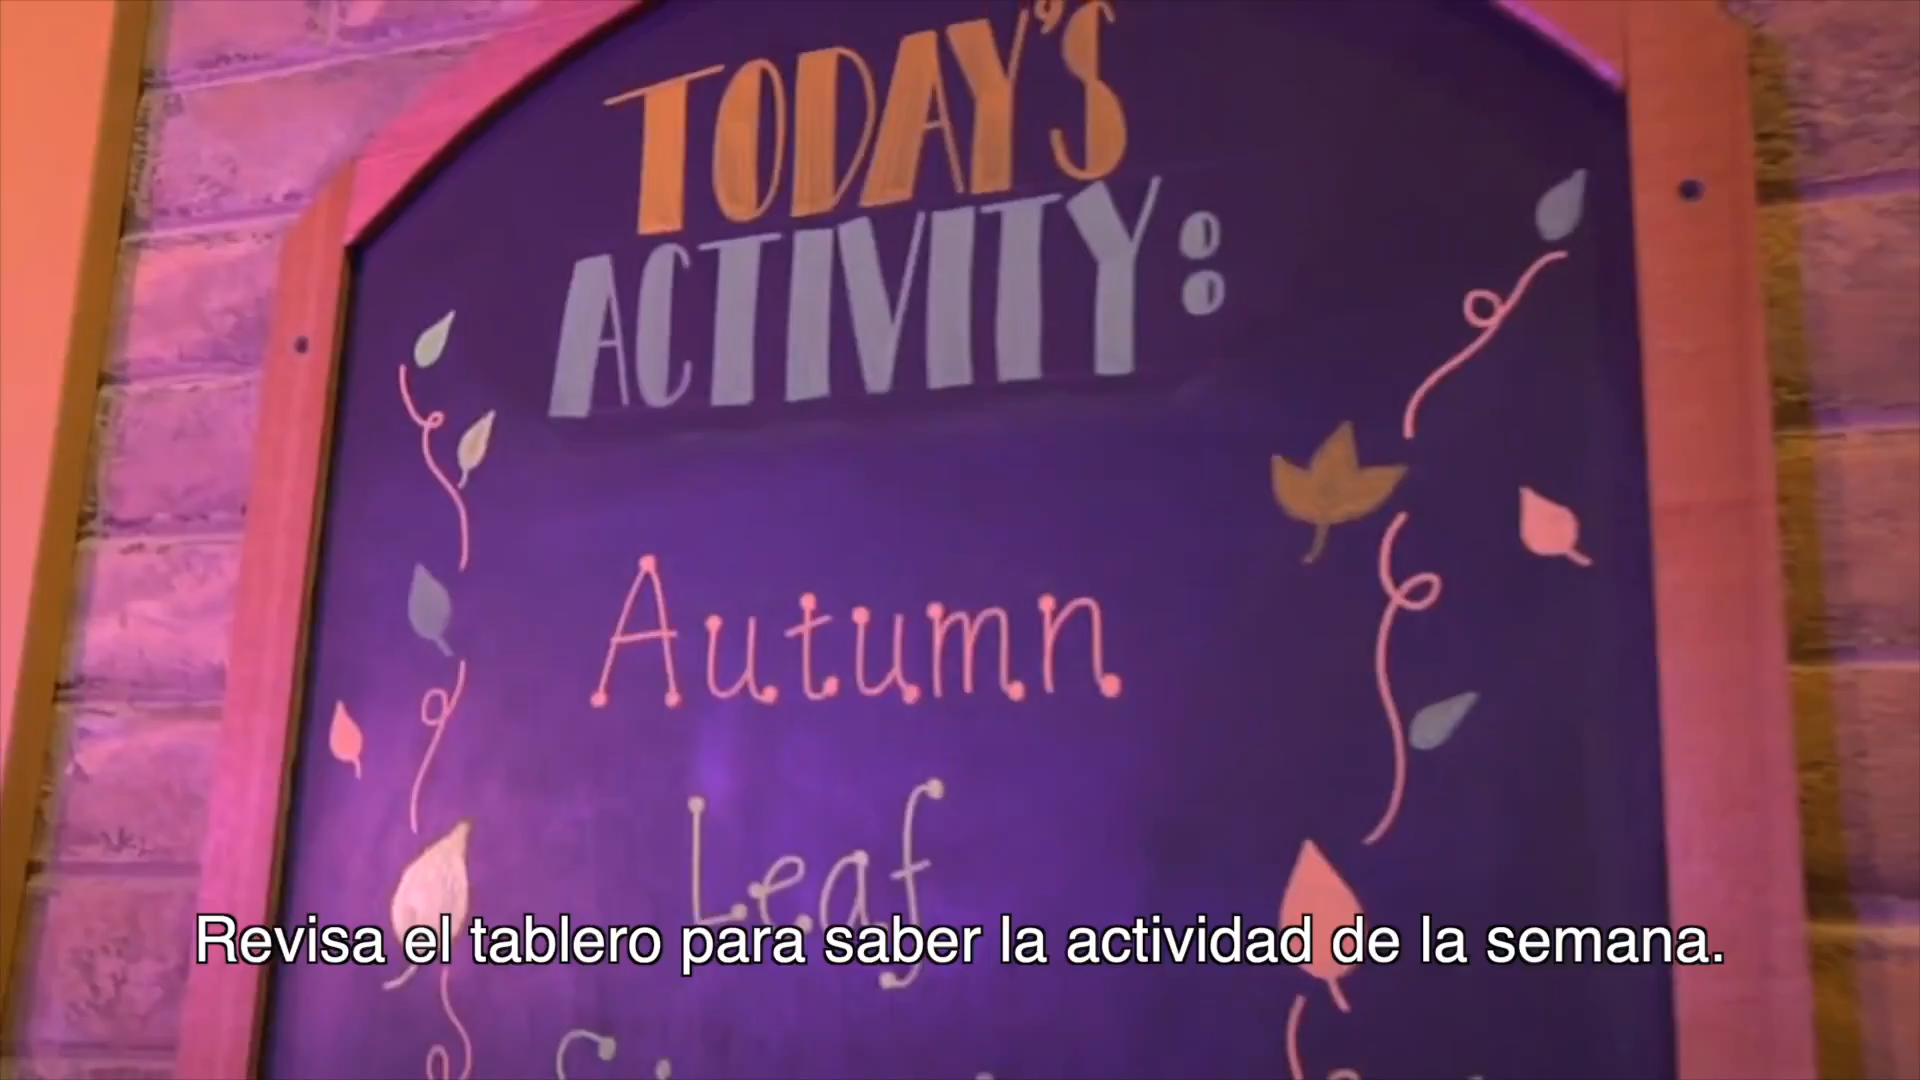 TODAY'S
ACTIVITY:
Autumn
Leaf
Revisa el tablero para saber la actividad de la semana.